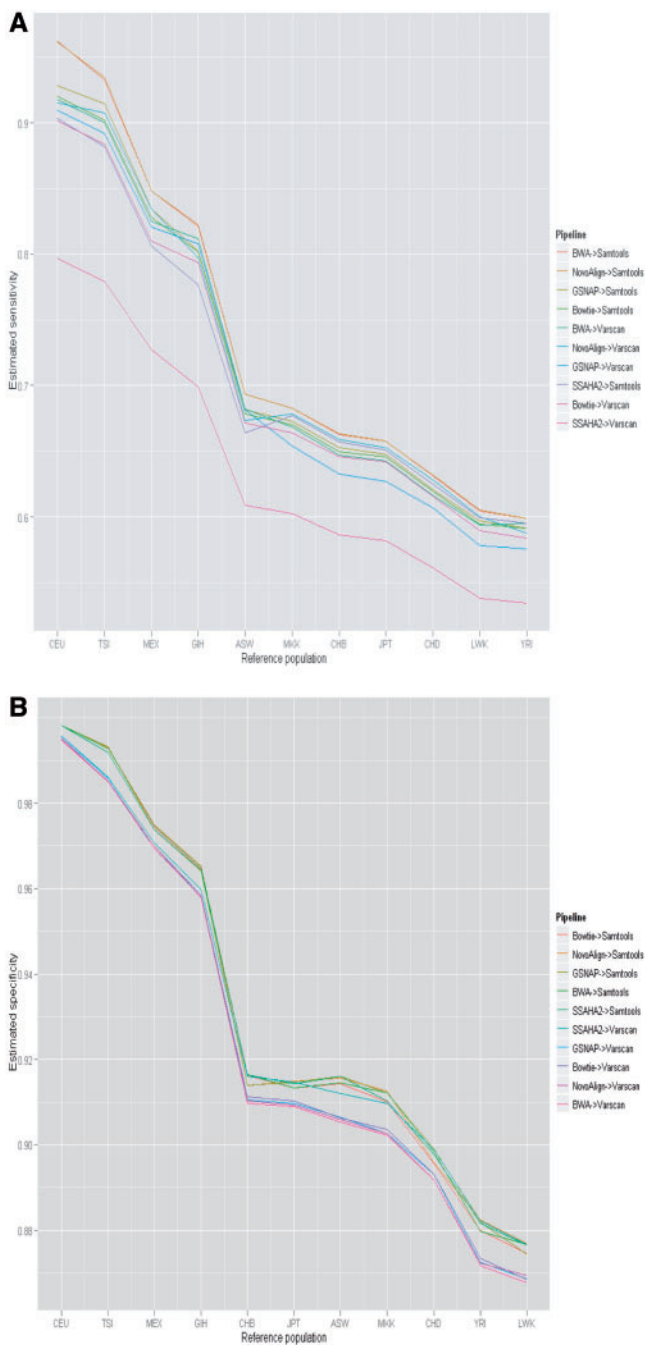 A
Estimated sensitivity
0.9
0.8
0.7
0.6
CEU TSI MEX GIH ASW MKK CHB JPT CHD LWK YRI
Reference population
Pipeline
BWA->Samtools
NovoAlign->Samtools
GSNAP->Samtools
Bowtie->Samtools
BWA->Varscan
NovoAlign->Varscan
GSNAP->Varscan
SSAHA2->Samtools
Bowtie->Varscan
SSAHA2->Varscan
B
Estimated specificity
0.98
0.96
0.94
0.92
0.90
0.88
CEU TSI MEX GIH CHB JPT ASW MKK CHD YRI LWK
Reference population
Pipeline
Bowtie->Samtools
NovoAlign->Samtools
GSNAP->Samtools
BWA->Samtools
SSAHA2->Samtools
SSAHA2->Varscan
GSNAP->Varscan
Bowtie->Varscan
NovoAlign->Varscan
BWA->Varscan